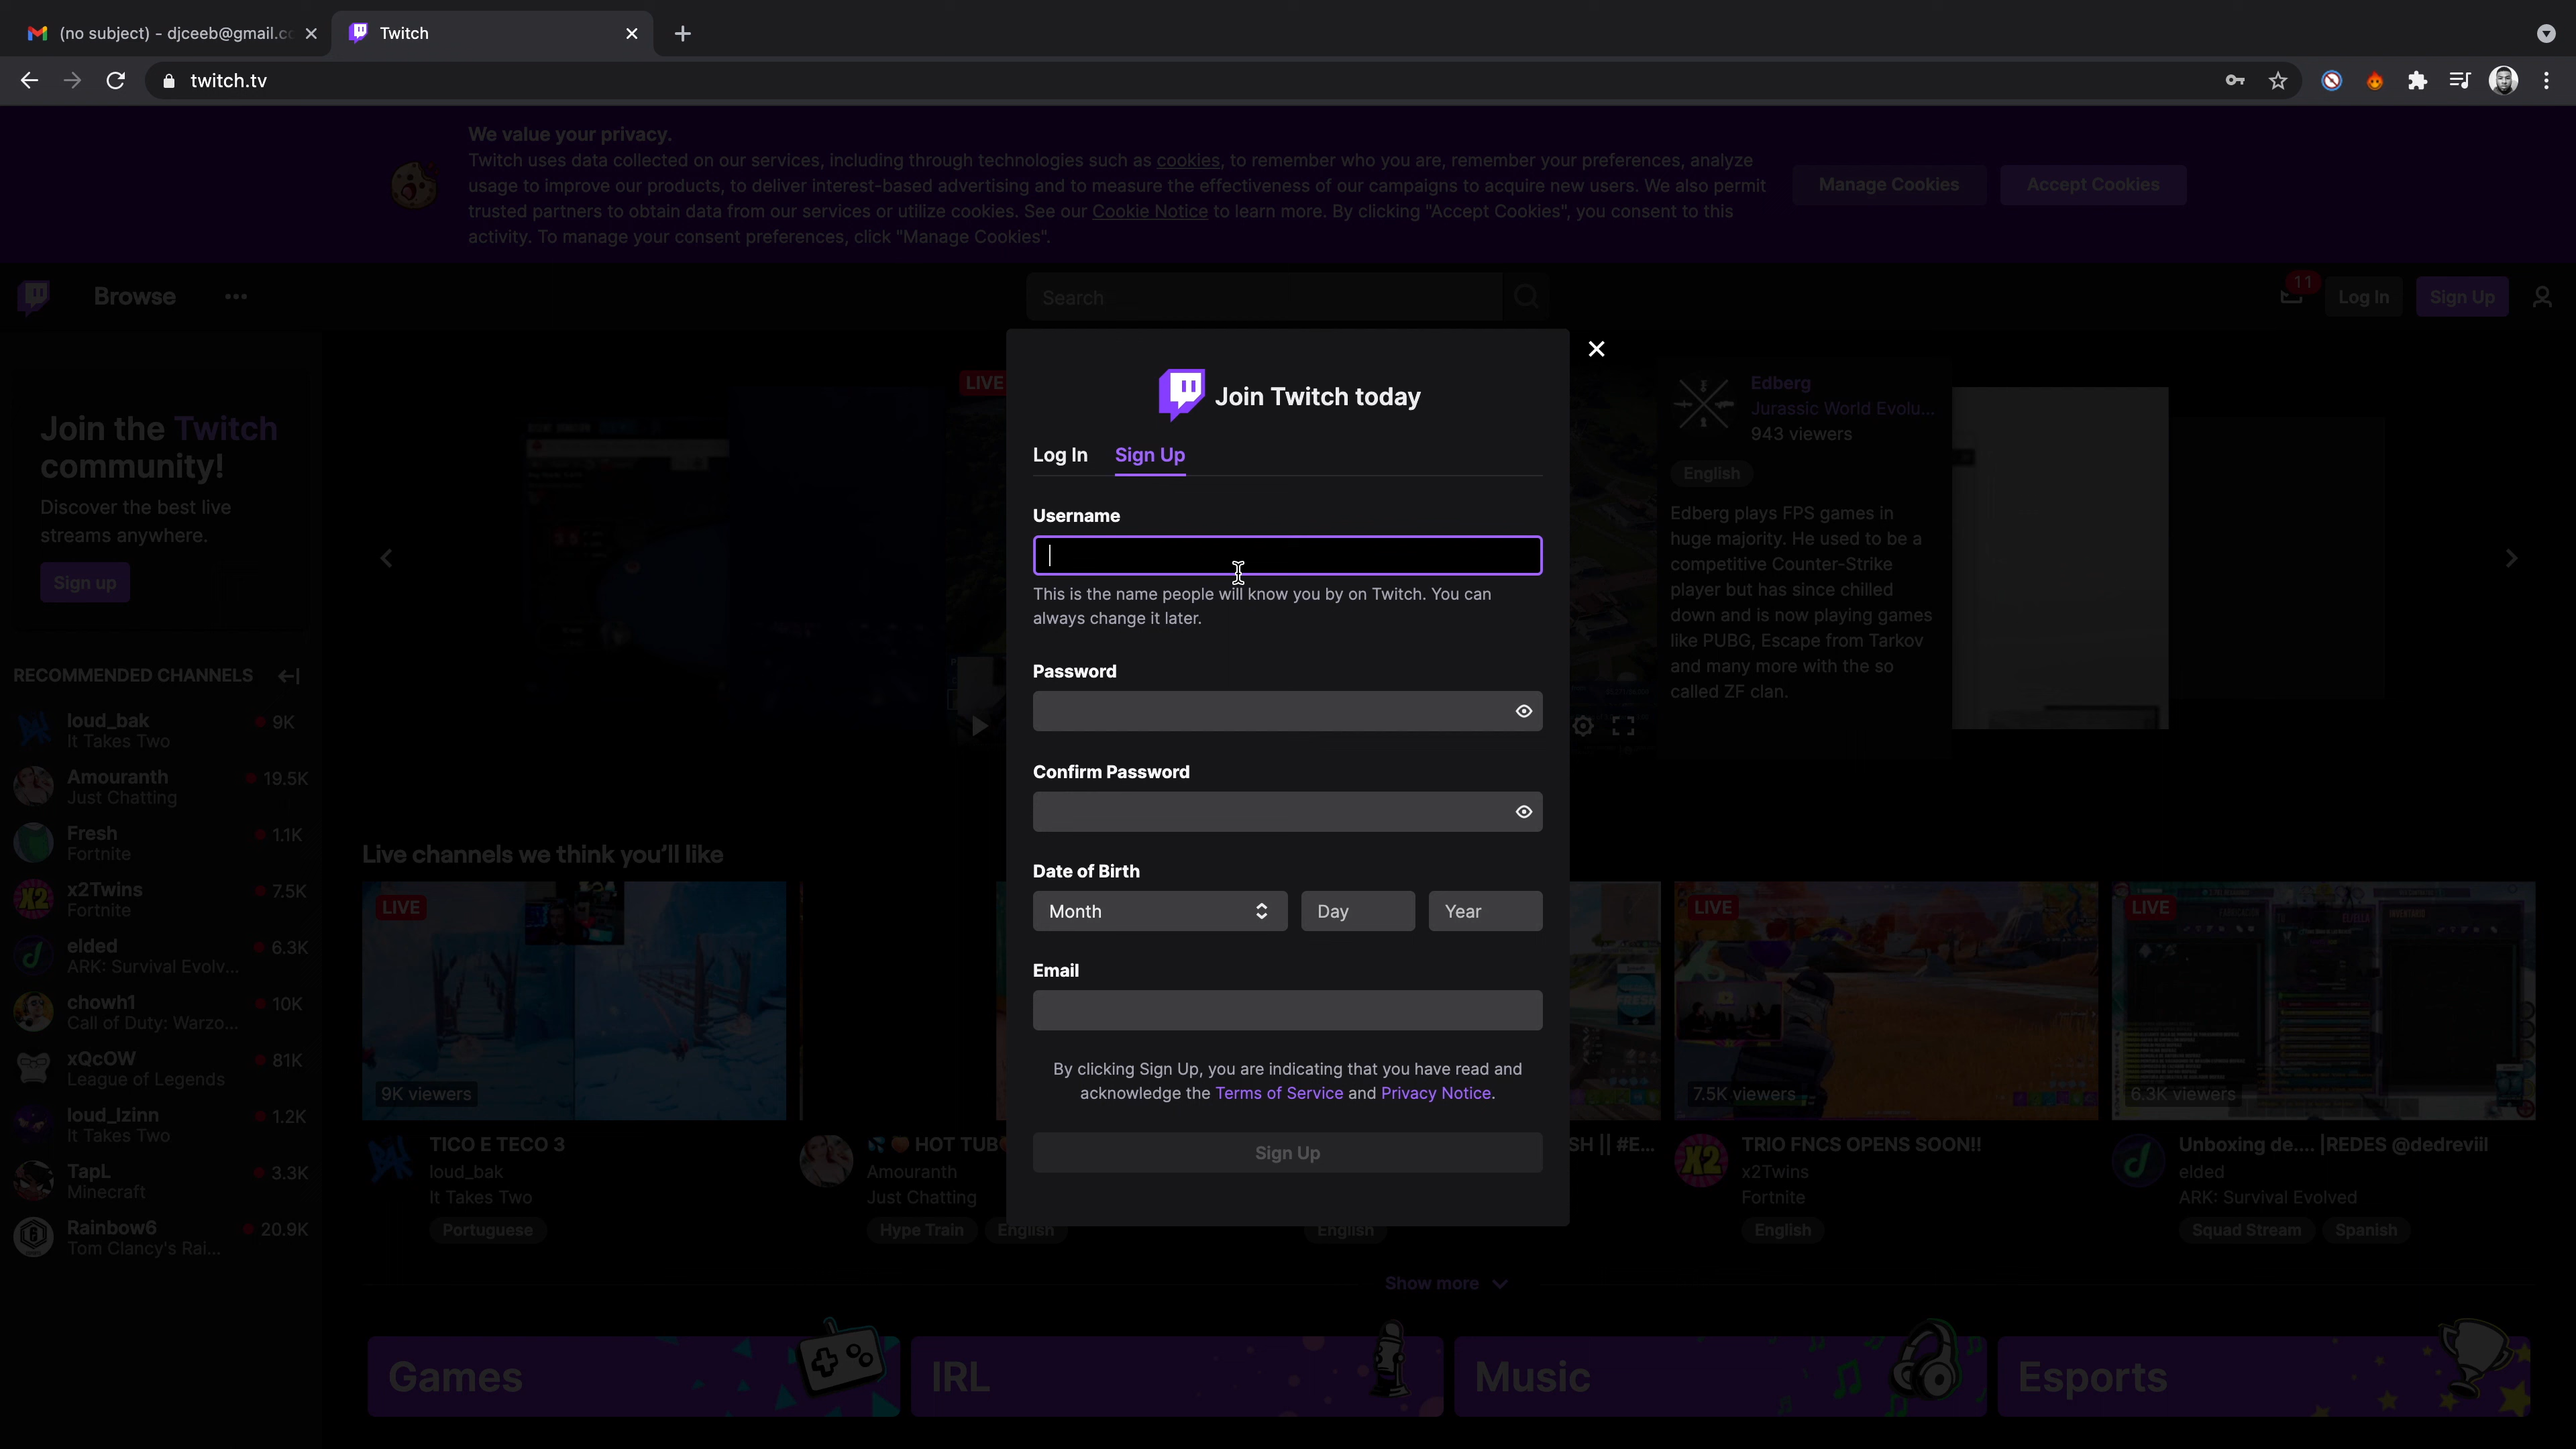 (no subject) - djceeb@gmail.cc
Twitch
twitch.tv
We value your privacy.
Twitch uses data collected on our services, including through technologies such as cookies, to remember who you are, remember your preferences, analyze
usage to improve our products, to deliver interest-based advertising and to measure the effectiveness of our campaigns to acquire new users. We also permit
trusted partners to obtain data from our services or utilize cookies. See our Cookie Notice to learn more. By clicking "Accept Cookies", you consent to this
activity. To manage your consent preferences, click "Manage Cookies".
Manage Cookies
Accept Cookies
Browse
Search
11
Log In
Sign Up
Join the Twitch
community!
Discover the best live
streams anywhere.
Sign up
RECOMMENDED CHANNELS
loud_bak 9K
It Takes Two
Amouranth 19.5K
Just Chatting
Fresh 1.1K
Fortnite
x2Twins 7.5K
Fortnite
elded 6.3K
ARK: Survival Evolv...
chowh1 10K
Call of Duty: Warzo...
xQcOW 81K
League of Legends
loud_lzinn 1.2K
It Takes Two
TapL 3.3K
Minecraft
Rainbow6 20.9K
Tom Clancy's Rai...
LIVE
Join Twitch today
Log In
Sign Up
Username
This is the name people will know you by on Twitch. You can
always change it later.
Password
Confirm Password
Date of Birth
Month
Day
Year
Email
By clicking Sign Up, you are indicating that you have read and
acknowledge the Terms of Service and Privacy Notice.
Sign Up
Edberg
Jurassic World Evolu...
943 viewers
English
Edberg plays FPS games in
huge majority. He used to be a
competitive Counter-Strike
player but has since chilled
down and is now playing games
like PUBG, Escape from Tarkov
and many more with the so
called ZF clan.
Live channels we think you'll like
LIVE
9K viewers
TICO E TECO 3
loud_bak
It Takes Two
Portuguese
HOT TUB
Amouranth
Just Chatting
Hype Train
English
SH || #E...
English
LIVE
7.5K viewers
TRIO FNCS OPENS SOON!!
x2Twins
Fortnite
English
LIVE
6.3K viewers
Unboxing de.... |REDES @dedreviil
elded
ARK: Survival Evolved
Squad Stream
Spanish
Show more
Games
IRL
Music
Esports